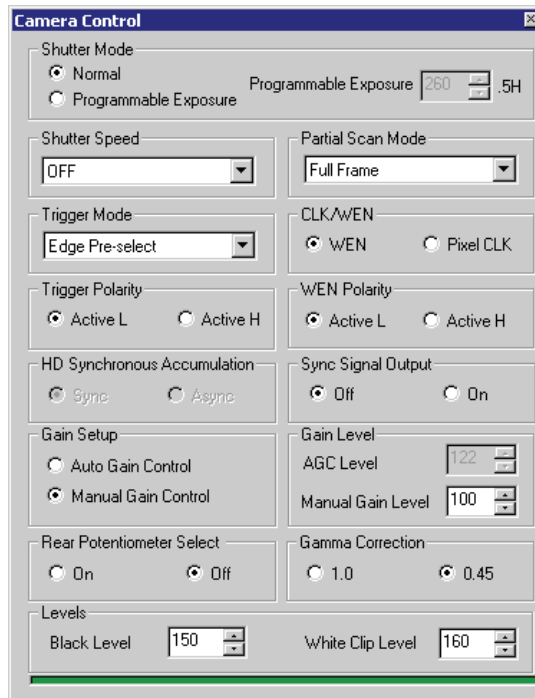 Camera Control
Shutter Mode
Normal
Programmable Exposure
Programmable Exposure 260 .5H
Shutter Speed
OFF
Partial Scan Mode
Full Frame
Trigger Mode
Edge Pre-select
CLK/WEN
WEN Pixel CLK
Trigger Polarity
Active L Active H
WEN Polarity
Active L Active H
HD Synchronous Accumulation
Sync Async
Sync Signal Output
Off On
Gain Setup
Auto Gain Control
Manual Gain Control
Gain Level
AGC Level 122
Manual Gain Level 100
Rear Potentiometer Select
On Off
Gamma Correction
1.0 0.45
Levels
Black Level 150 White Clip Level 160